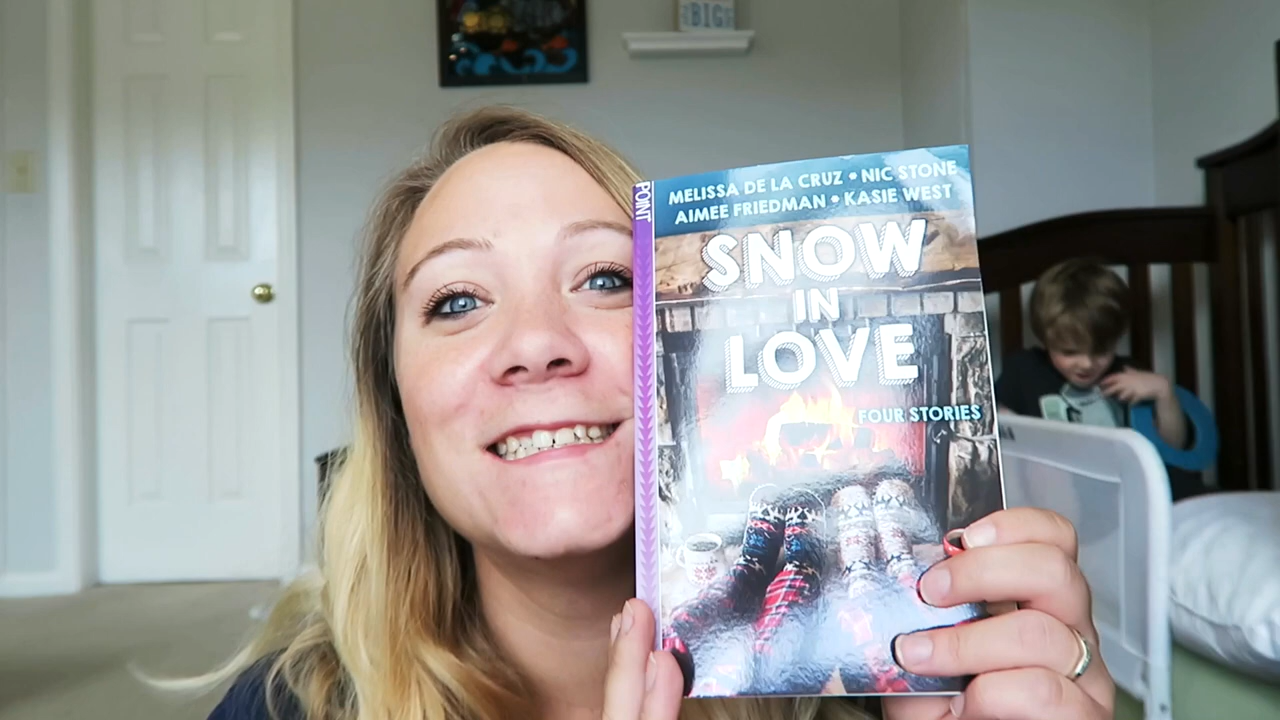 BIG
POINT
MELISSA DE LA CRUZ • NIC STONE
AIMEE FRIEDMAN • KASIE WEST
SNOW
IN
LOVE
FOUR STORIES